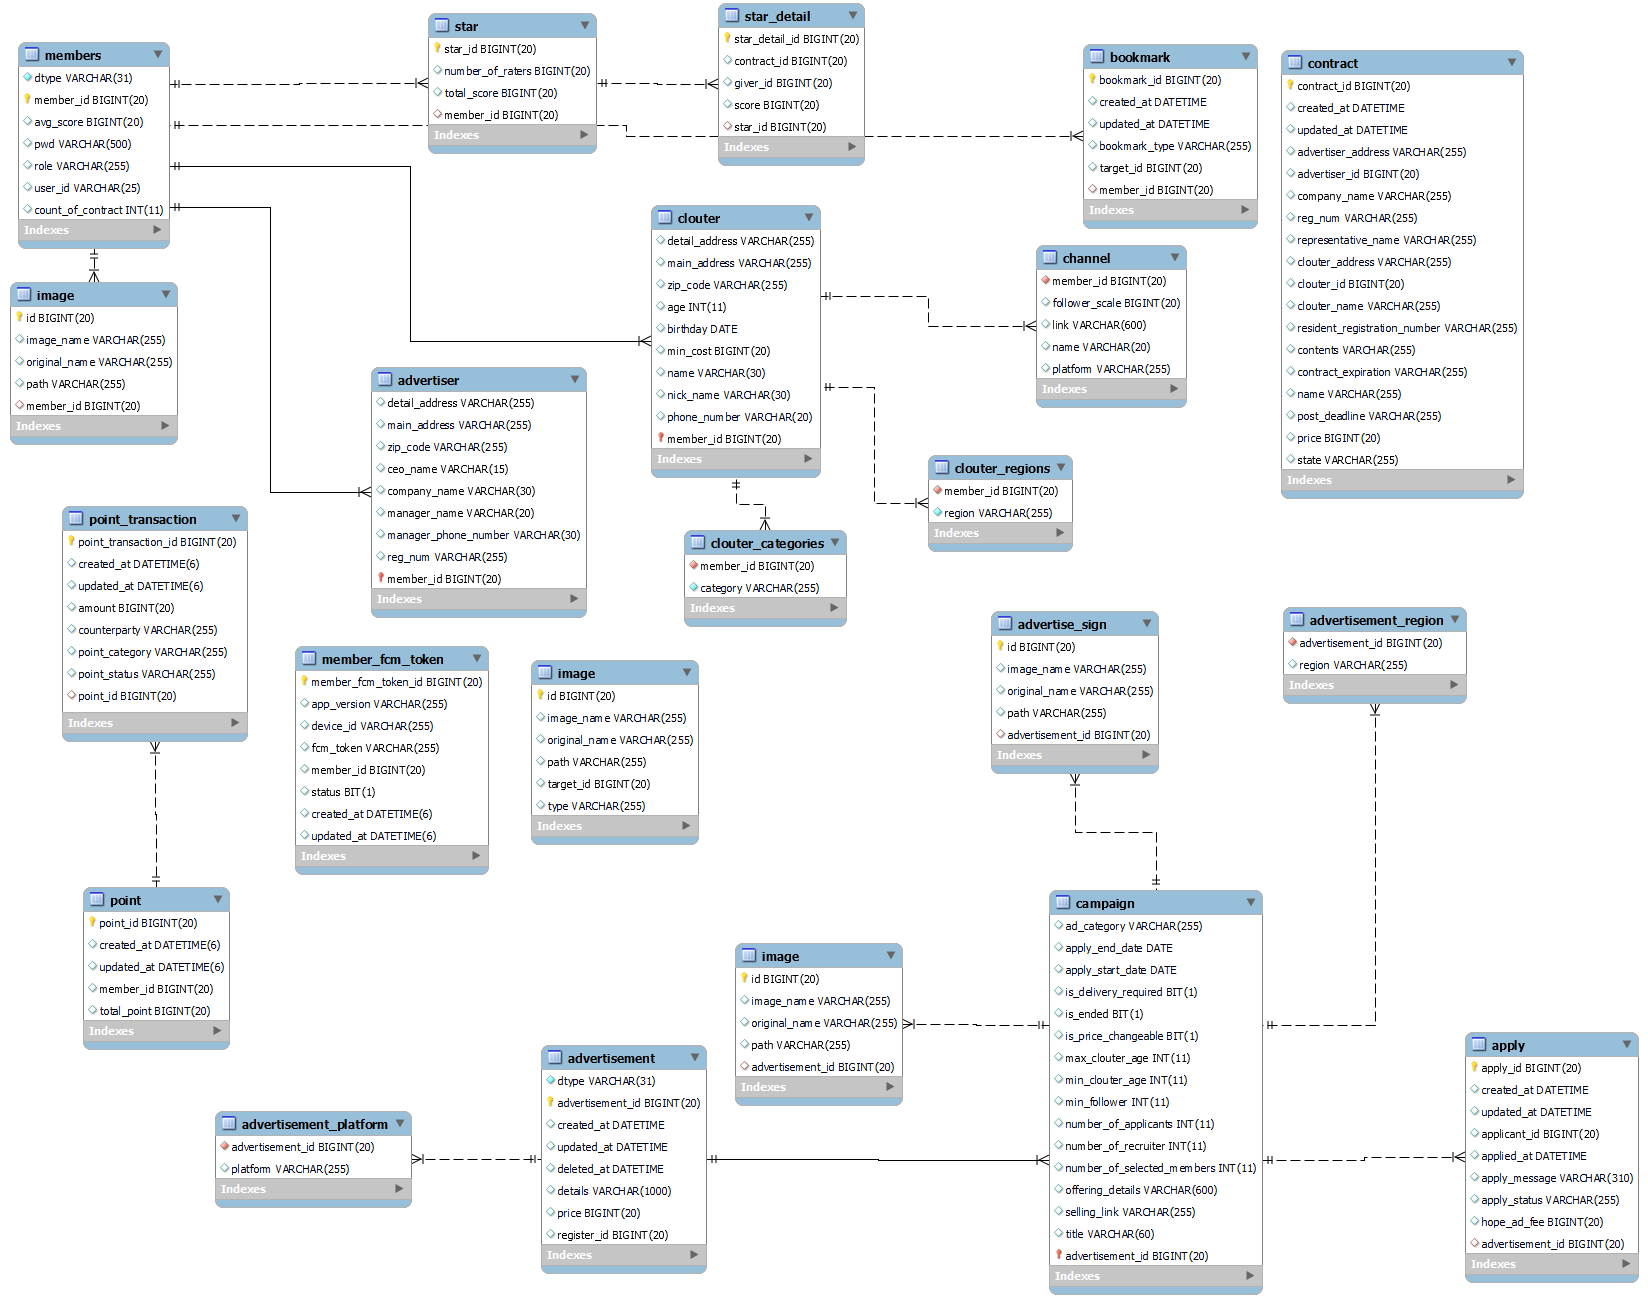 members
dtype VARCHAR(31)
member_id BIGINT(20)
avg_score BIGINT(20)
pwd VARCHAR(500)
role VARCHAR(255)
user_id VARCHAR(25)
count_of_contract INT(11)
Indexes
star
star_id BIGINT(20)
number_of_raters BIGINT(20)
total_score BIGINT(20)
member_id BIGINT(20)
Indexes
star_detail
star_detail_id BIGINT(20)
contract_id BIGINT(20)
giver_id BIGINT(20)
score BIGINT(20)
star_id BIGINT(20)
Indexes
bookmark
bookmark_id BIGINT(20)
created_at DATETIME
updated_at DATETIME
bookmark_type VARCHAR(255)
target_id BIGINT(20)
member_id BIGINT(20)
Indexes
contract
contract_id BIGINT(20)
created_at DATETIME
updated_at DATETIME
advertiser_address VARCHAR(255)
advertiser_id BIGINT(20)
company_name VARCHAR(255)
reg_num VARCHAR(255)
representative_name VARCHAR(255)
clouter_address VARCHAR(255)
clouter_id BIGINT(20)
clouter_name VARCHAR(255)
resident_registration_number VARCHAR(255)
contents VARCHAR(255)
contract_expiration VARCHAR(255)
name VARCHAR(255)
post_deadline VARCHAR(255)
price BIGINT(20)
state VARCHAR(255)
Indexes
image
id BIGINT(20)
image_name VARCHAR(255)
original_name VARCHAR(255)
path VARCHAR(255)
member_id BIGINT(20)
Indexes
clouter
detail_address VARCHAR(255)
main_address VARCHAR(255)
zip_code VARCHAR(255)
age INT(11)
birthday DATE
min_cost BIGINT(20)
name VARCHAR(30)
nick_name VARCHAR(30)
phone_number VARCHAR(20)
member_id BIGINT(20)
Indexes
channel
member_id BIGINT(20)
follower_scale BIGINT(20)
link VARCHAR(600)
name VARCHAR(20)
platform VARCHAR(255)
Indexes
advertiser
detail_address VARCHAR(255)
main_address VARCHAR(255)
zip_code VARCHAR(255)
ceo_name VARCHAR(15)
company_name VARCHAR(30)
manager_name VARCHAR(20)
manager_phone_number VARCHAR(30)
reg_num VARCHAR(255)
member_id BIGINT(20)
Indexes
clouter_regions
member_id BIGINT(20)
region VARCHAR(255)
Indexes
clouter_categories
member_id BIGINT(20)
category VARCHAR(255)
Indexes
point_transaction
point_transaction_id BIGINT(20)
created_at DATETIME(6)
updated_at DATETIME(6)
amount BIGINT(20)
counterparty VARCHAR(255)
point_category VARCHAR(255)
point_status VARCHAR(255)
point_id BIGINT(20)
Indexes
member_fcm_token
member_fcm_token_id BIGINT(20)
app_version VARCHAR(255)
device_id VARCHAR(255)
fcm_token VARCHAR(255)
member_id BIGINT(20)
status BIT(1)
created_at DATETIME(6)
updated_at DATETIME(6)
Indexes
image
id BIGINT(20)
image_name VARCHAR(255)
original_name VARCHAR(255)
path VARCHAR(255)
target_id BIGINT(20)
type VARCHAR(255)
Indexes
advertise_sign
id BIGINT(20)
image_name VARCHAR(255)
original_name VARCHAR(255)
path VARCHAR(255)
advertisement_id BIGINT(20)
Indexes
advertisement_region
advertisement_id BIGINT(20)
region VARCHAR(255)
Indexes
point
point_id BIGINT(20)
created_at DATETIME(6)
updated_at DATETIME(6)
member_id BIGINT(20)
total_point BIGINT(20)
Indexes
image
id BIGINT(20)
image_name VARCHAR(255)
original_name VARCHAR(255)
path VARCHAR(255)
advertisement_id BIGINT(20)
Indexes
campaign
ad_category VARCHAR(255)
apply_end_date DATE
apply_start_date DATE
is_delivery_required BIT(1)
is_ended BIT(1)
is_price_changeable BIT(1)
max_clouter_age INT(11)
min_clouter_age INT(11)
min_follower INT(11)
number_of_applicants INT(11)
number_of_recruiter INT(11)
number_of_selected_members INT(11)
offering_details VARCHAR(600)
selling_link VARCHAR(255)
title VARCHAR(60)
advertisement_id BIGINT(20)
Indexes
advertisement_platform
advertisement_id BIGINT(20)
platform VARCHAR(255)
Indexes
advertisement
dtype VARCHAR(31)
advertisement_id BIGINT(20)
created_at DATETIME
updated_at DATETIME
deleted_at DATETIME
details VARCHAR(1000)
price BIGINT(20)
register_id BIGINT(20)
Indexes
apply
apply_id BIGINT(20)
created_at DATETIME
updated_at DATETIME
applicant_id BIGINT(20)
applied_at DATETIME
apply_message VARCHAR(310)
apply_status VARCHAR(255)
hope_ad_fee BIGINT(20)
advertisement_id BIGINT(20)
Indexes